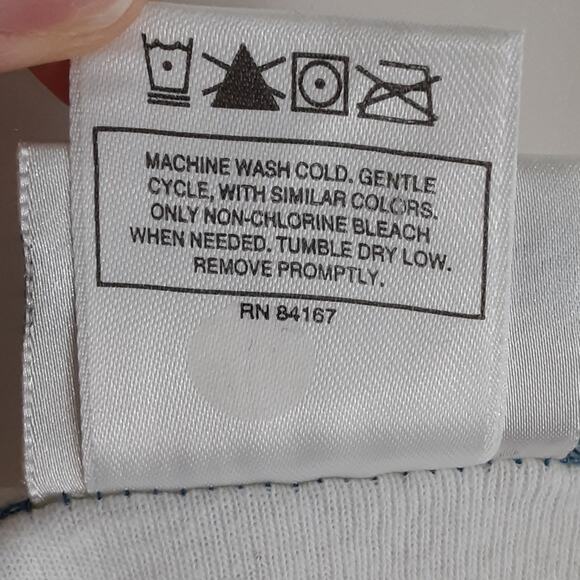 MACHINE WASH COLD. GENTLE
CYCLE, WITH SIMILAR COLORS.
ONLY NON-CHLORINE BLEACH
WHEN NEEDED. TUMBLE DRY LOW.
REMOVE PROMPTLY.
RN 84167